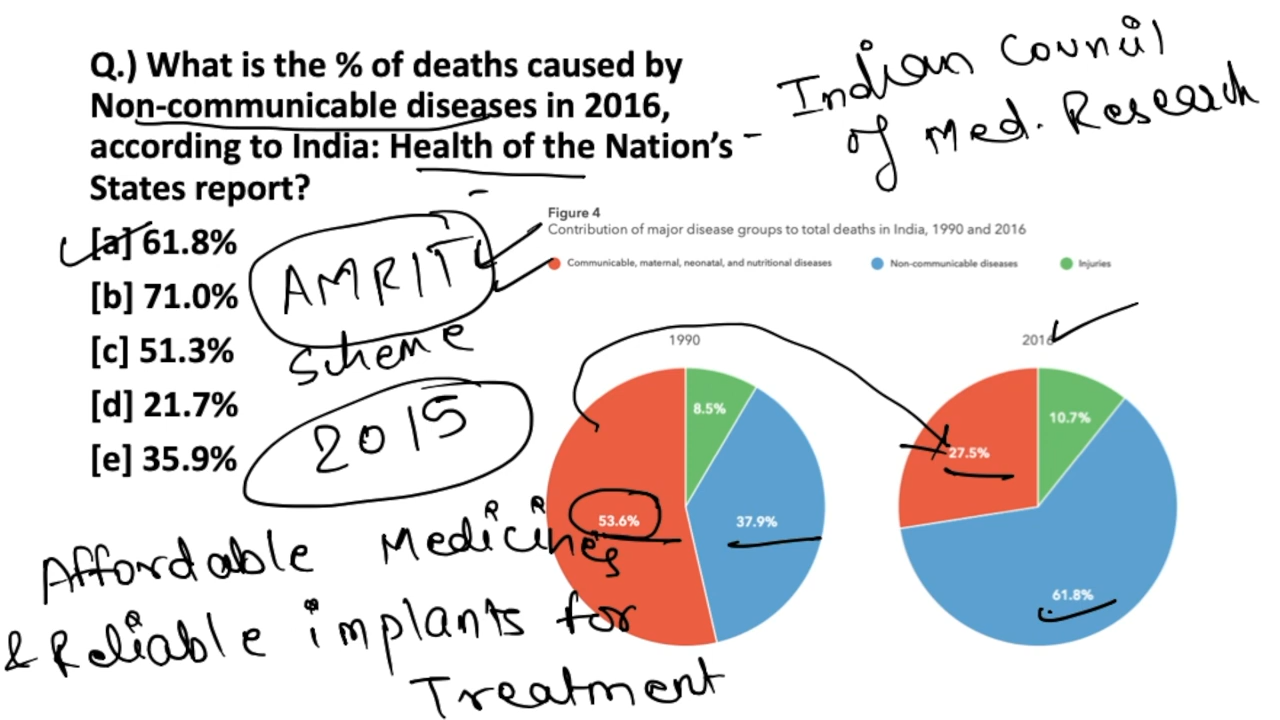 Q.) What is the % of deaths caused by
Non-communicable diseases in 2016,
according to India: Health of the Nation's
States report?
- Indian Council
of Med. Research
[a] 61.8%
[b] 71.0%
[c] 51.3%
[d] 21.7%
[e] 35.9%
AMRIT
Scheme
2015
Affordable Medicines
& Reliable implants for
Treatment
Figure 4
Contribution of major disease groups to total deaths in India, 1990 and 2016
Communicable, maternal, neonatal, and nutritional diseases
Non-communicable diseases
Injuries
1990
8.5%
53.6%
37.9%
2016
10.7%
27.5%
61.8%